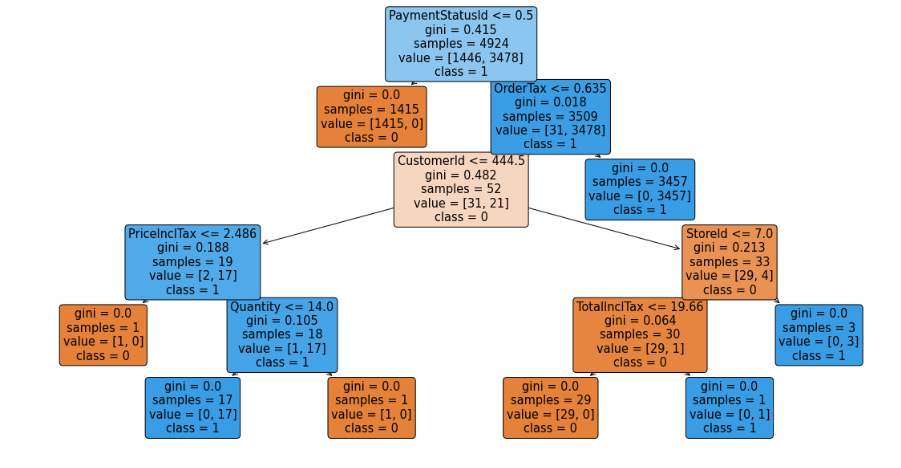 PaymentStatusId <= 0.5
gini = 0.415
samples = 4924
value = [1446, 3478]
class = 1
gini = 0.0
samples = 1415
value = [1415, 0]
class = 0
OrderTax <= 0.635
gini = 0.018
samples = 3509
value = [31, 3478]
class = 1
CustomerId <= 444.5
gini = 0.482
samples = 52
value = [31, 21]
class = 0
gini = 0.0
samples = 3457
value = [0, 3457]
class = 1
PriceInclTax <= 2.486
gini = 0.188
samples = 19
value = [2, 17]
class = 1
StoreId <= 7.0
gini = 0.213
samples = 33
value = [29, 4]
class = 0
gini = 0.0
samples = 1
value = [1, 0]
class = 0
Quantity <= 14.0
gini = 0.105
samples = 18
value = [1, 17]
class = 1
TotalInclTax <= 19.66
gini = 0.064
samples = 30
value = [29, 1]
class = 0
gini = 0.0
samples = 3
value = [0, 3]
class = 1
gini = 0.0
samples = 17
value = [0, 17]
class = 1
gini = 0.0
samples = 1
value = [1, 0]
class = 0
gini = 0.0
samples = 29
value = [29, 0]
class = 0
gini = 0.0
samples = 1
value = [0, 1]
class = 1